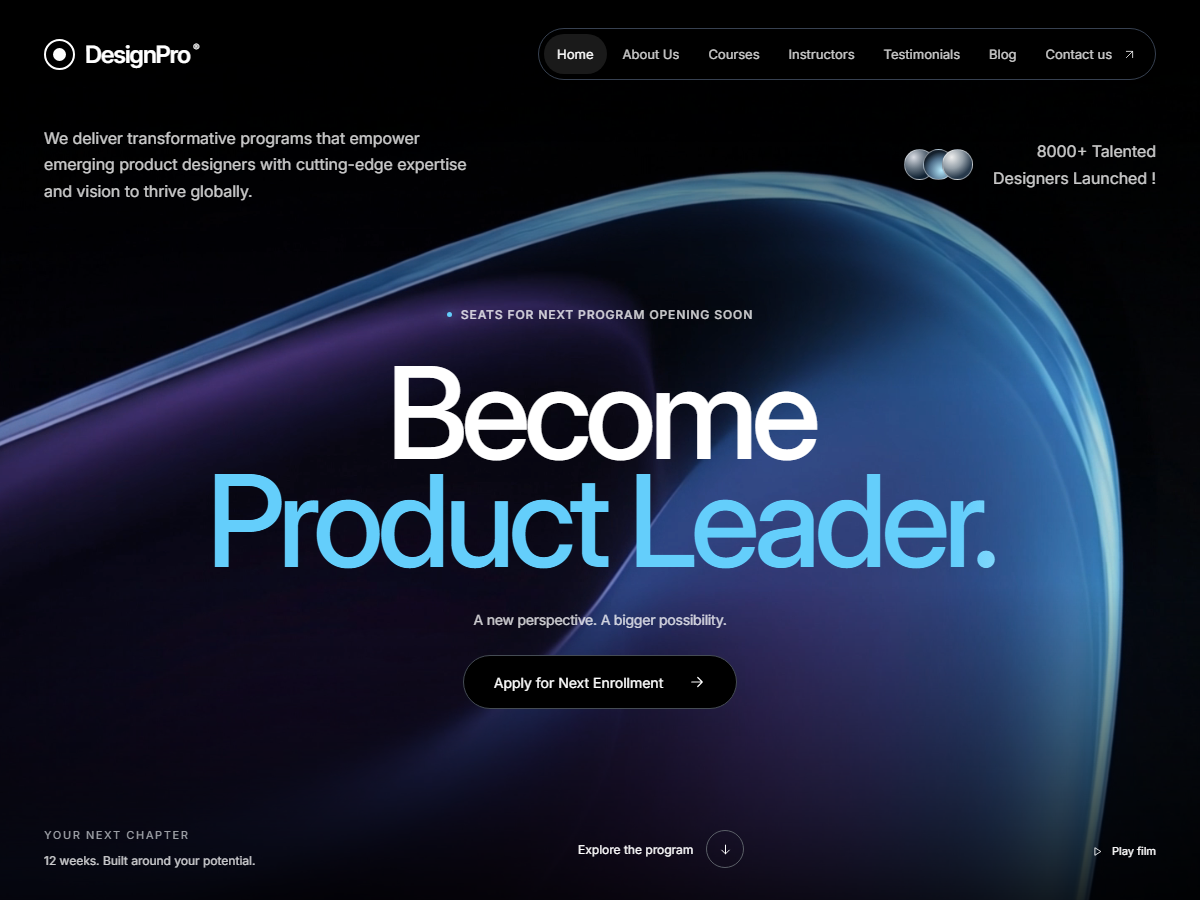 DesignPro®
Home About Us Courses Instructors Testimonials Blog Contact us
We deliver transformative programs that empower
emerging product designers with cutting-edge expertise
and vision to thrive globally.
8000+ Talented
Designers Launched !
SEATS FOR NEXT PROGRAM OPENING SOON
Become
Product Leader.
A new perspective. A bigger possibility.
Apply for Next Enrollment
YOUR NEXT CHAPTER
12 weeks. Built around your potential.
Explore the program
Play film